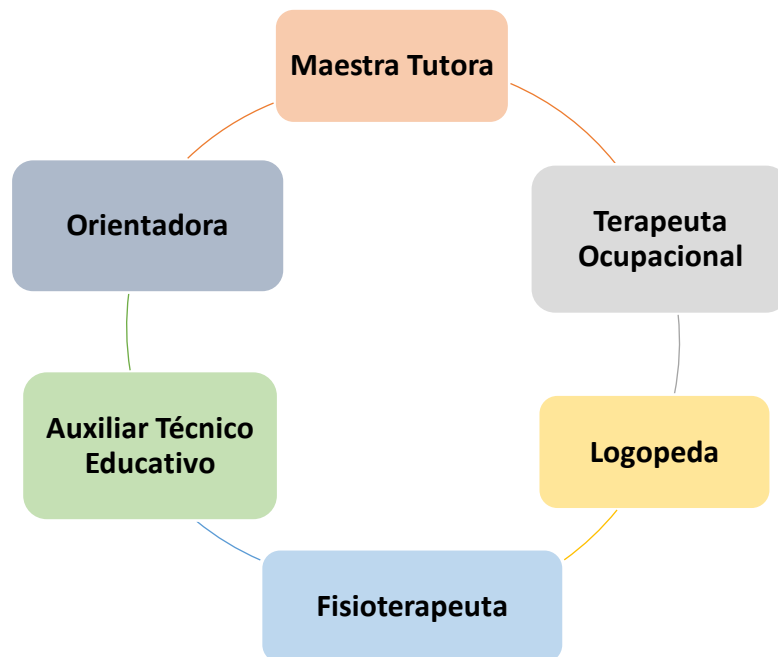 Maestra Tutora
Terapeuta
Ocupacional
Logopeda
Fisioterapeuta
Auxiliar Técnico
Educativo
Orientadora